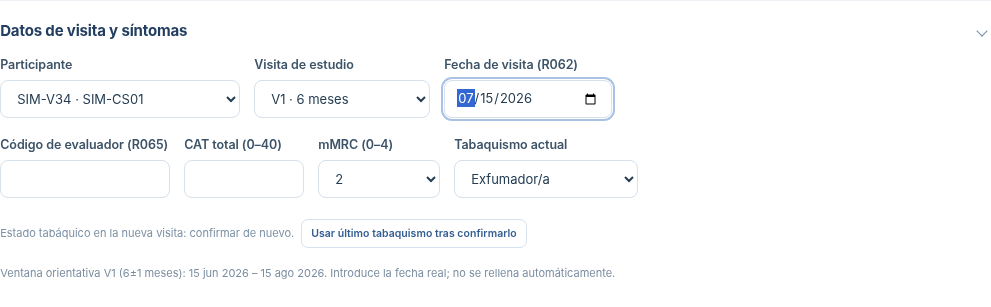 Datos de visita y síntomas
Participante
Visita de estudio
Fecha de visita (R062)
SIM-V34 · SIM-CS01
V1 · 6 meses
07/15/2026
Código de evaluador (R065)
CAT total (0–40)
mMRC (0–4)
Tabaquismo actual
2
Exfumador/a
Estado tabáquico en la nueva visita: confirmar de nuevo.
Usar último tabaquismo tras confirmarlo
Ventana orientativa V1 (6±1 meses): 15 jun 2026 – 15 ago 2026. Introduce la fecha real; no se rellena automáticamente.